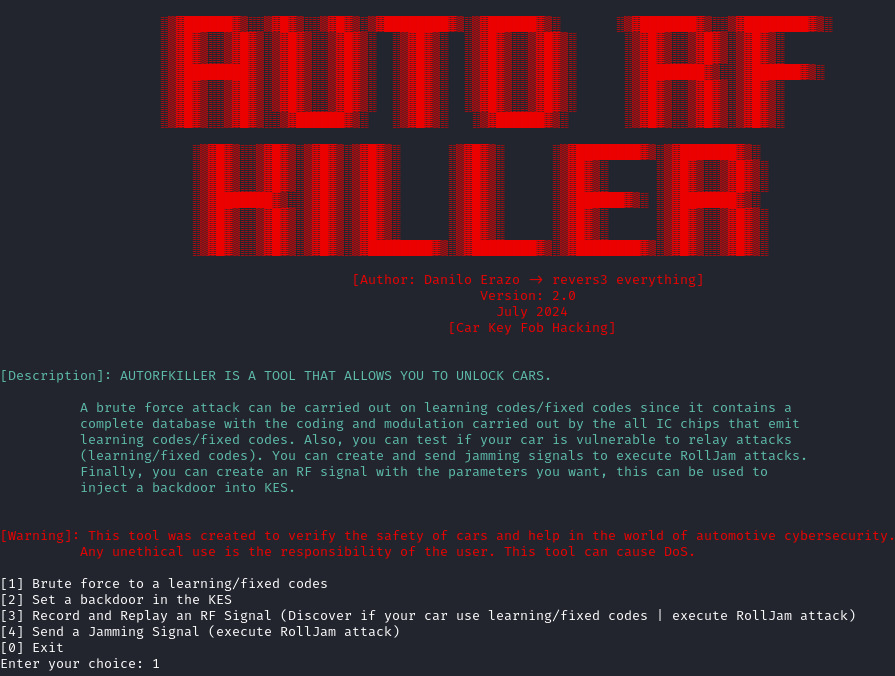 AUTO RF
KILLER
[Author: Danilo Erazo → revers3 everything]
Version: 2.0
July 2024
[Car Key Fob Hacking]
[Description]: AUTORFKILLER IS A TOOL THAT ALLOWS YOU TO UNLOCK CARS.
A brute force attack can be carried out on learning codes/fixed codes since it contains a
complete database with the coding and modulation carried out by the all IC chips that emit
learning codes/fixed codes. Also, you can test if your car is vulnerable to relay attacks
(learning/fixed codes). You can create and send jamming signals to execute RollJam attacks.
Finally, you can create an RF signal with the parameters you want, this can be used to
inject a backdoor into KES.
[Warning]: This tool was created to verify the safety of cars and help in the world of automotive cybersecurity.
Any unethical use is the responsibility of the user. This tool can cause DoS.
[1] Brute force to a learning/fixed codes
[2] Set a backdoor in the KES
[3] Record and Replay an RF Signal (Discover if your car use learning/fixed codes | execute RollJam attack)
[4] Send a Jamming Signal (execute RollJam attack)
[0] Exit
Enter your choice: 1